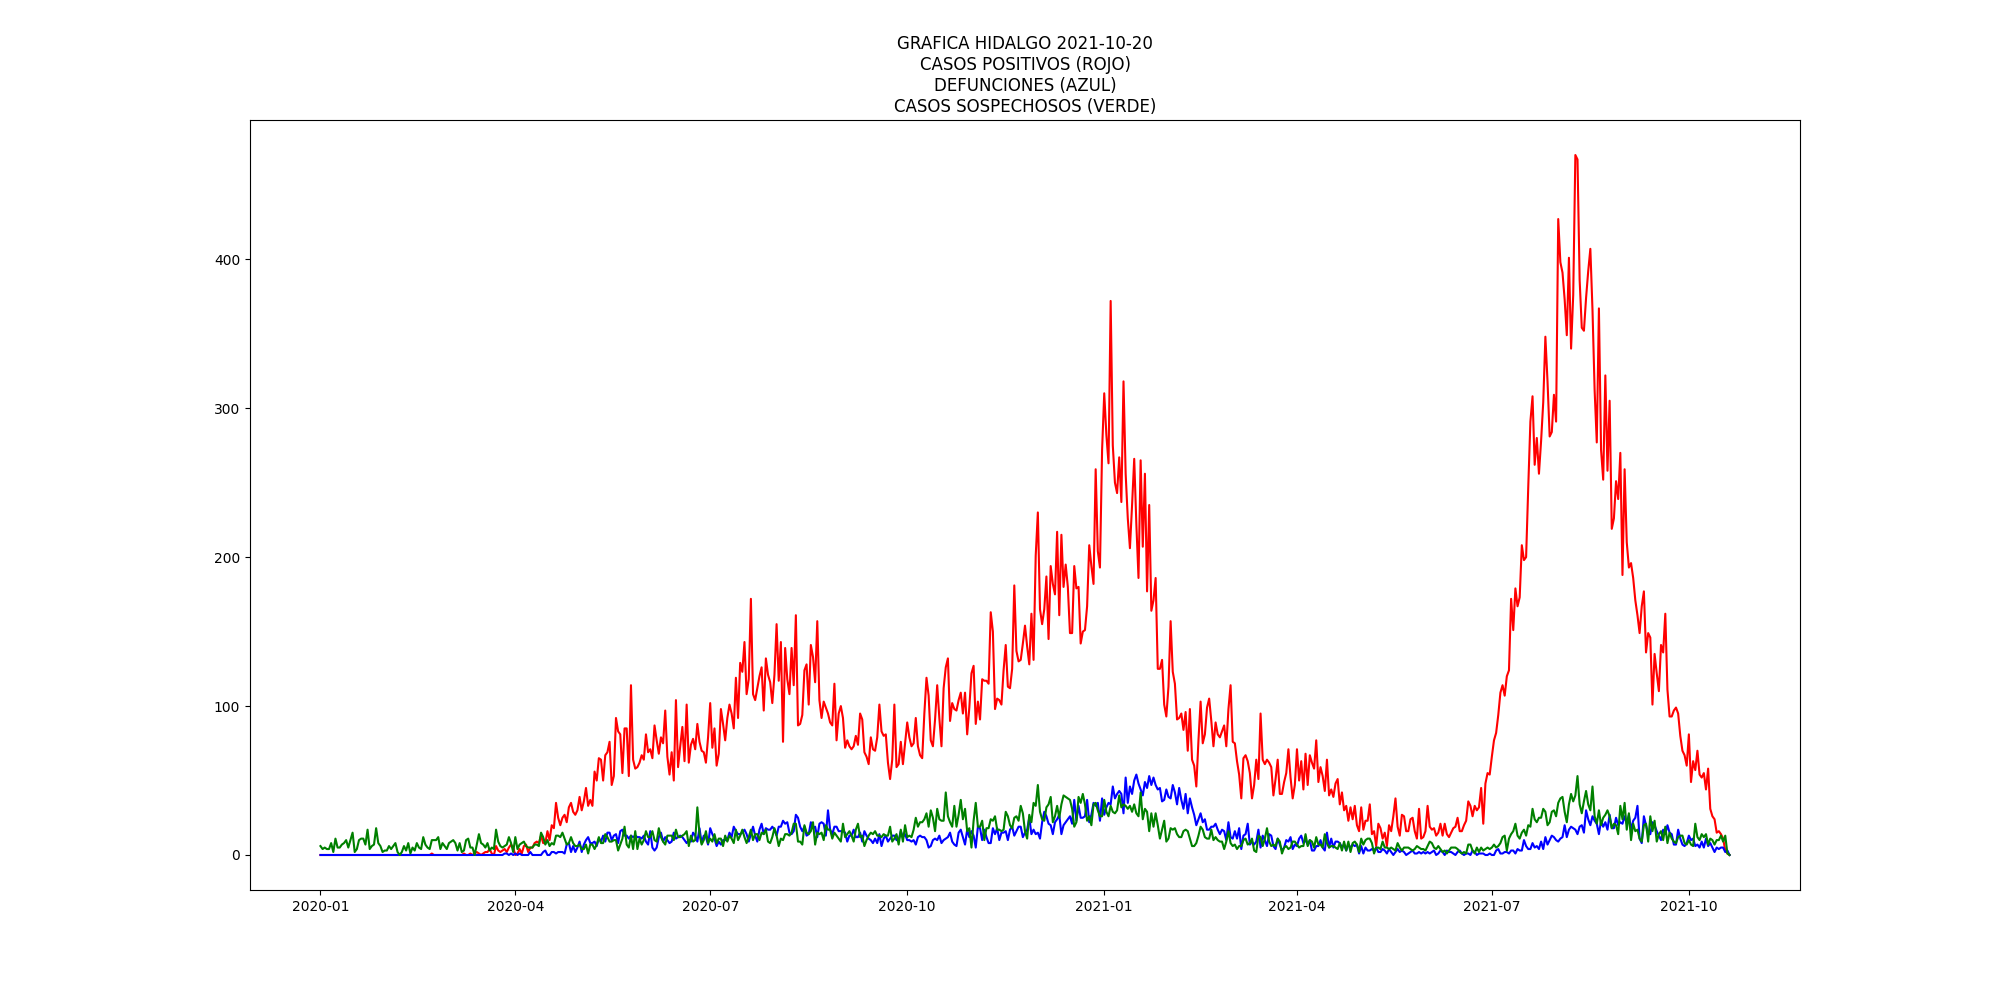 GRAFICA HIDALGO 2021-10-20
CASOS POSITIVOS (ROJO)
DEFUNCIONES (AZUL)
CASOS SOSPECHOSOS (VERDE)
400
300
200
100
0
2020-01 2020-04 2020-07 2020-10 2021-01 2021-04 2021-07 2021-10